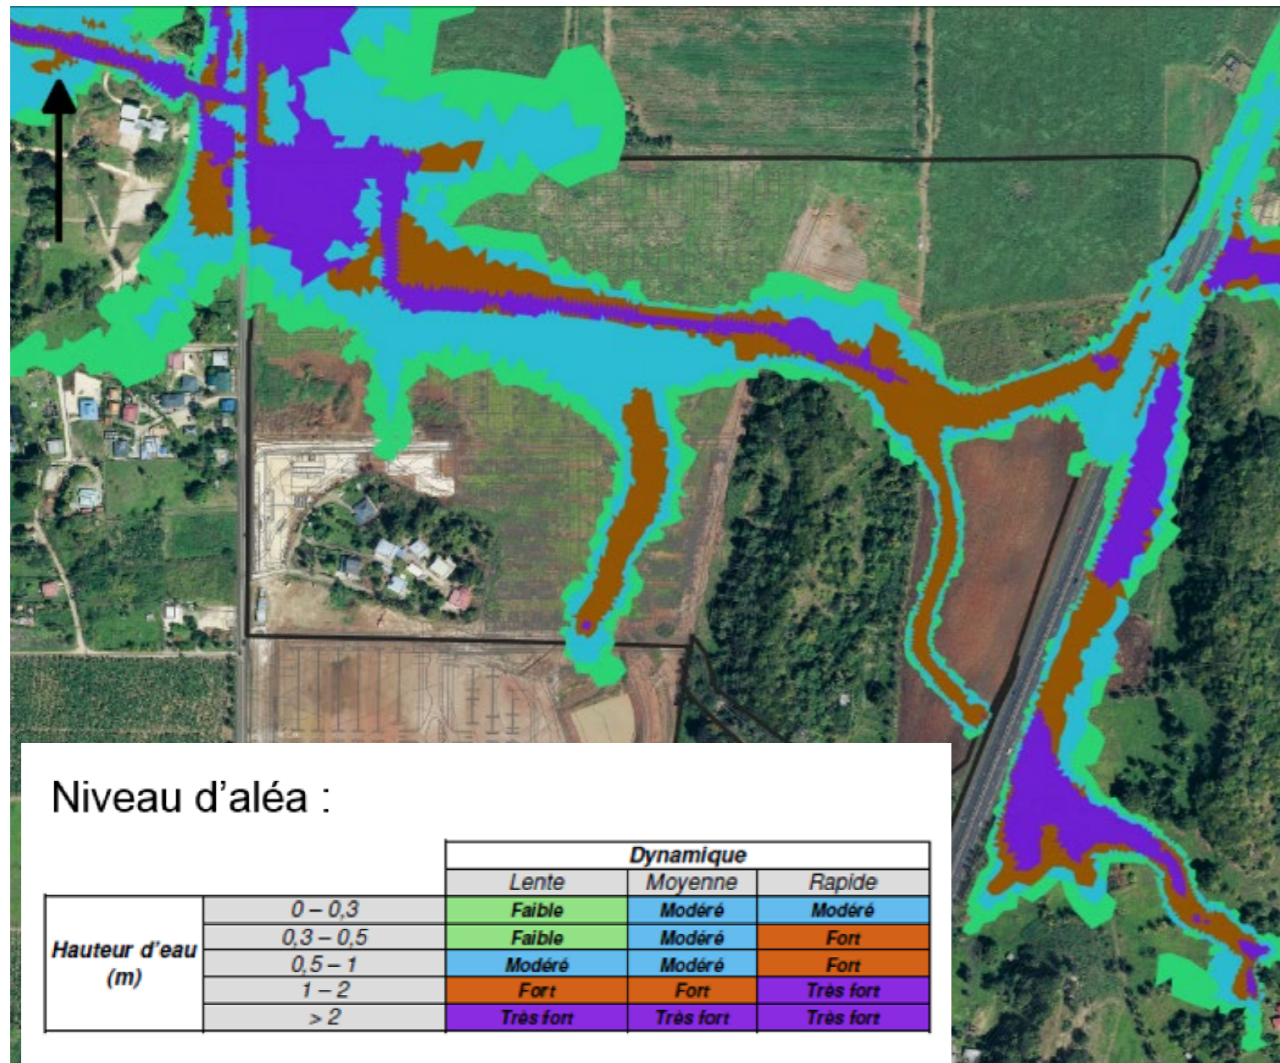 Niveau d'aléa :
Dynamique
Lente Moyenne Rapide
Hauteur d'eau (m)
0 – 0,3 Faible Modéré Modéré
0,3 – 0,5 Faible Modéré Fort
0,5 – 1 Modéré Modéré Fort
1 – 2 Fort Fort Très fort
> 2 Très fort Très fort Très fort